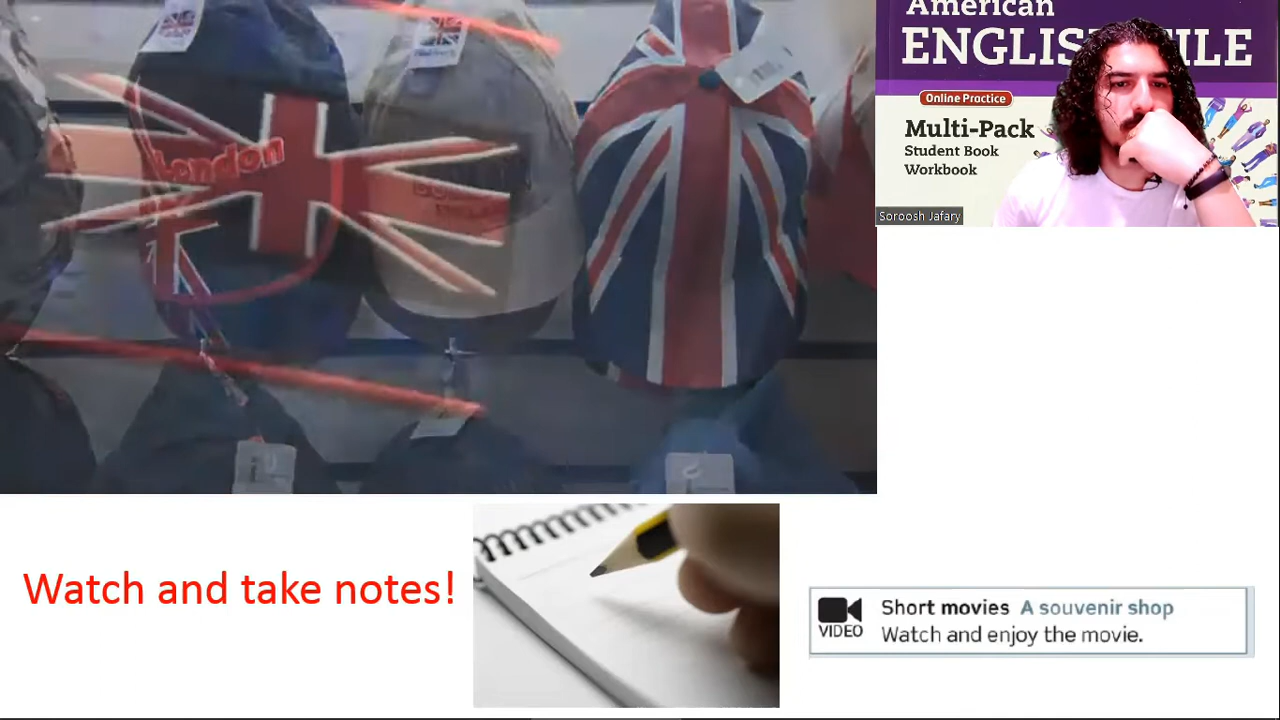 London
American
ENGLISH FILE
Online Practice
Multi-Pack
Student Book
Workbook
Soroosh Jafary
Watch and take notes!
VIDEO
Short movies A souvenir shop
Watch and enjoy the movie.